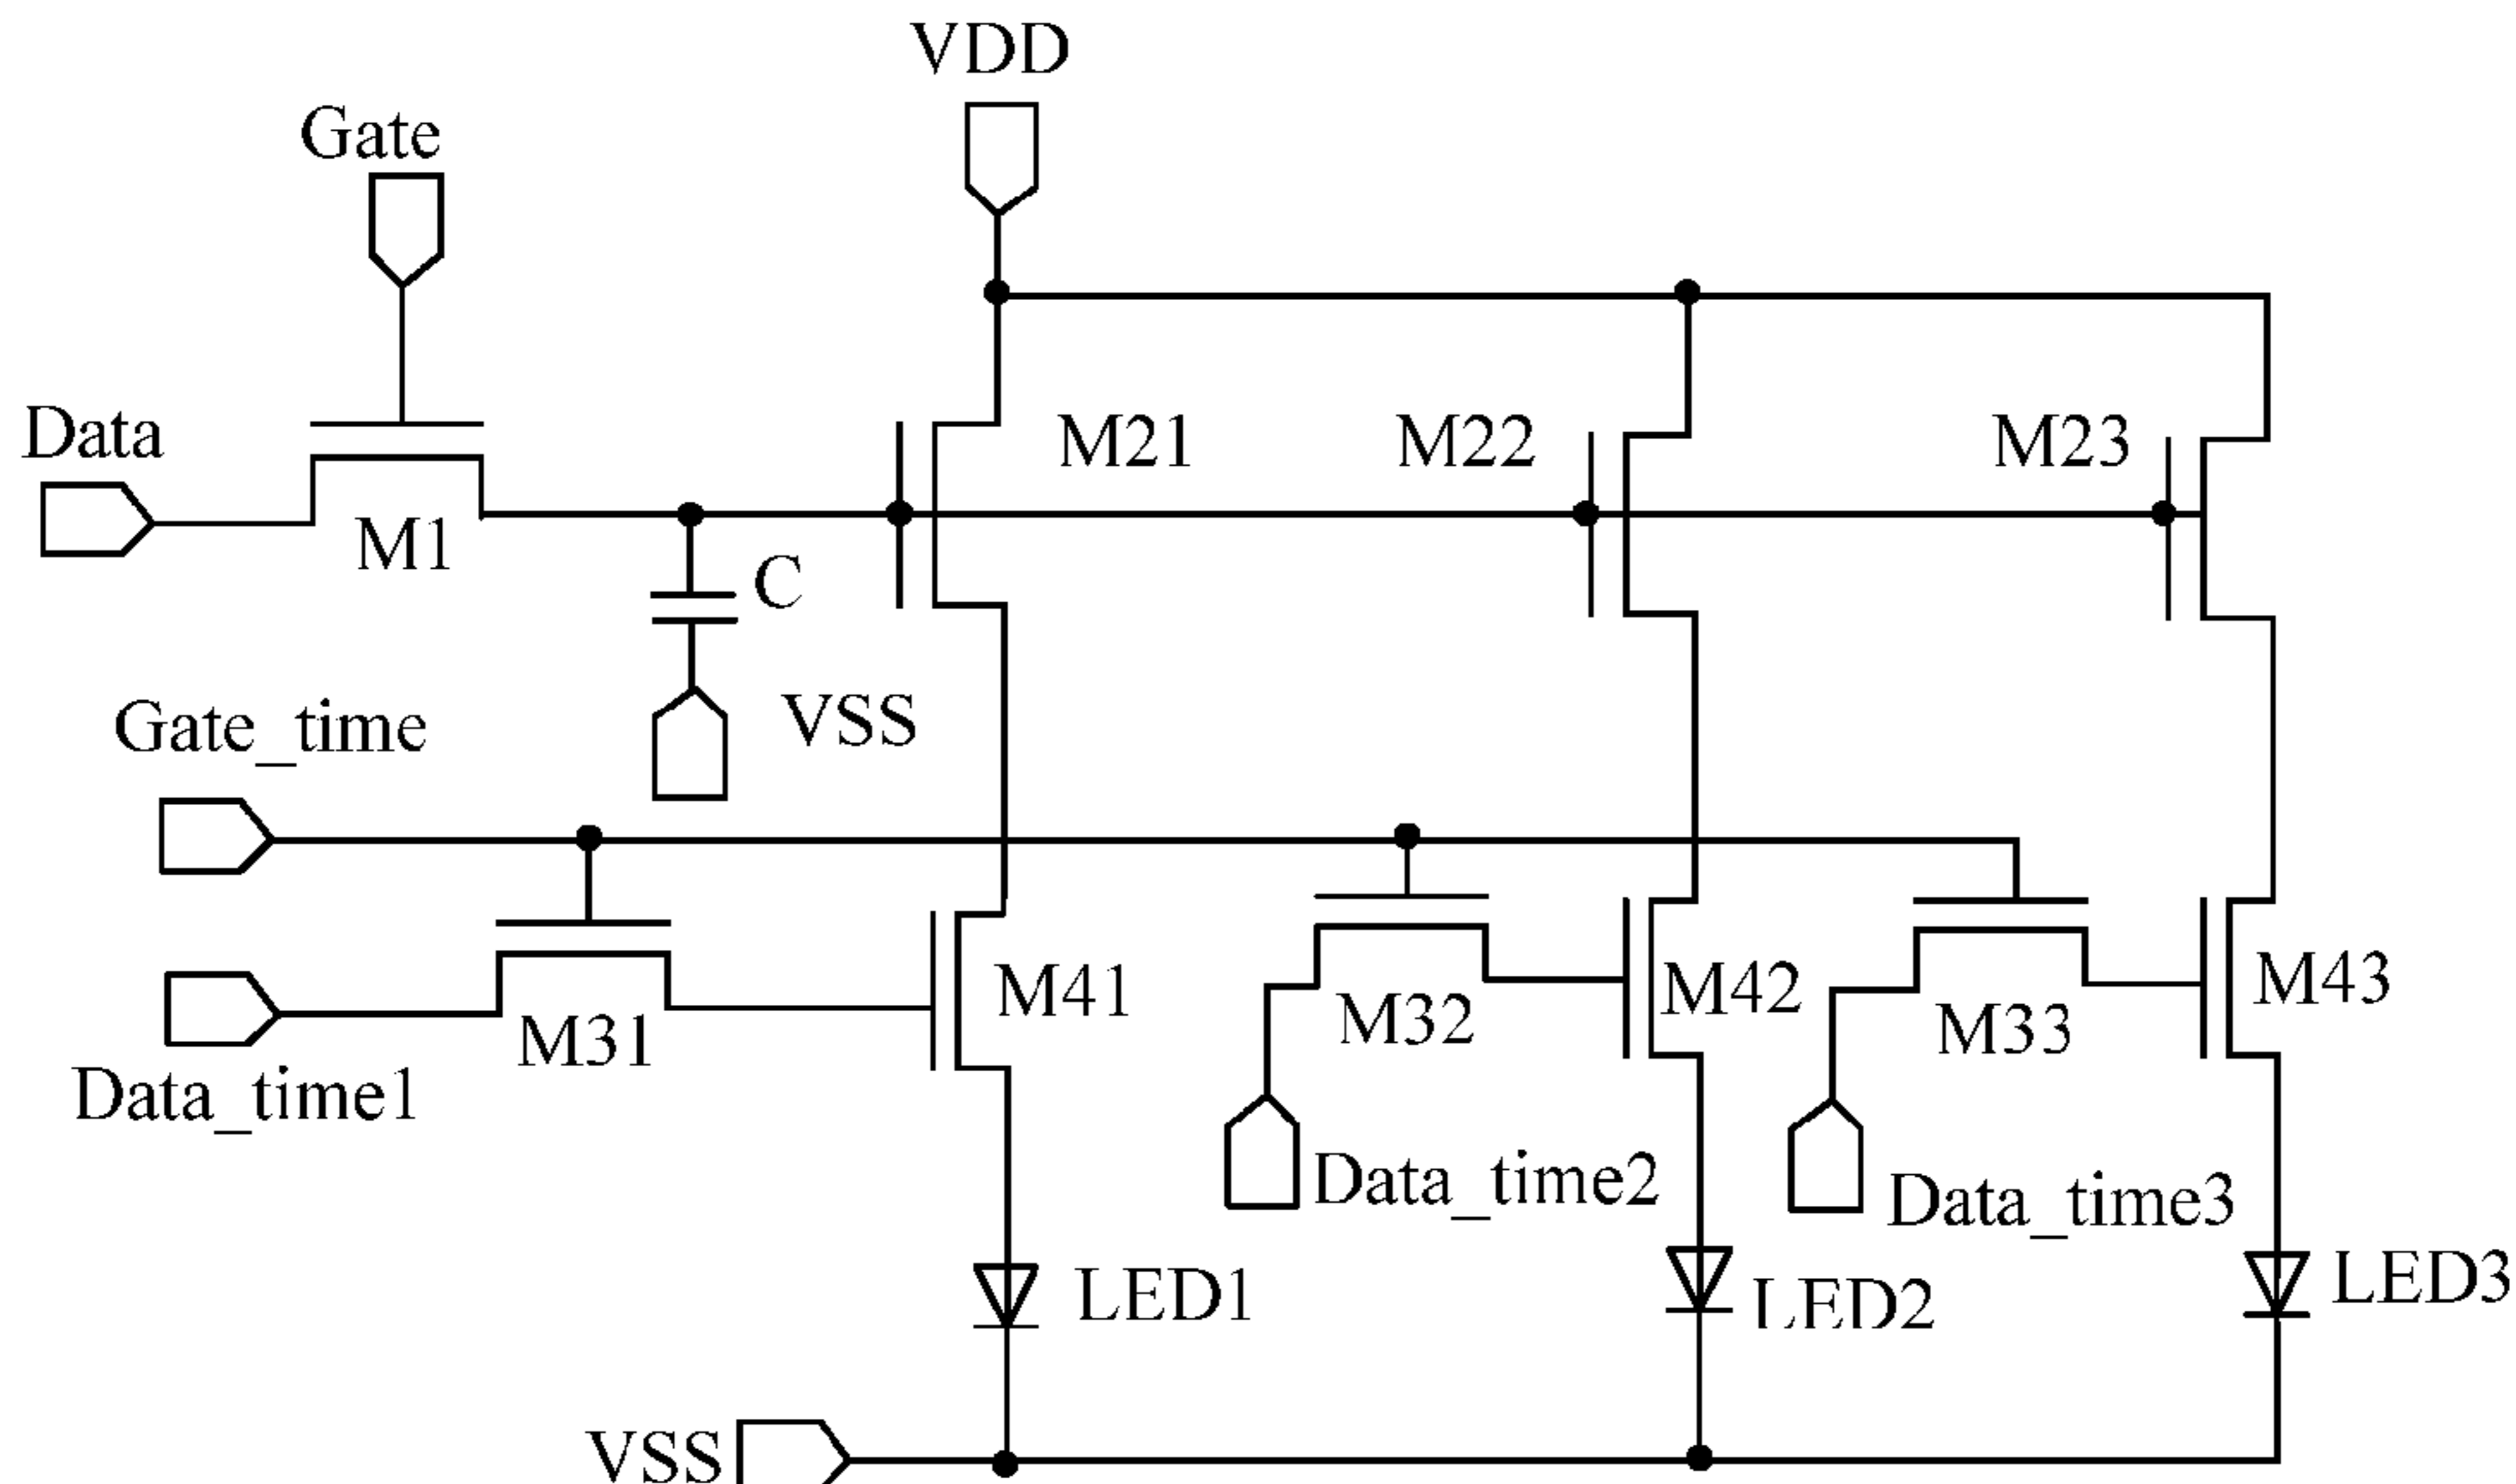 VDD
Gate
Data
M1
M21
M22
M23
C
VSS
Gate_time
M31
M41
M32
M42
M33
M43
Data_time1
Data_time2
Data_time3
LED1
LED2
LED3
VSS